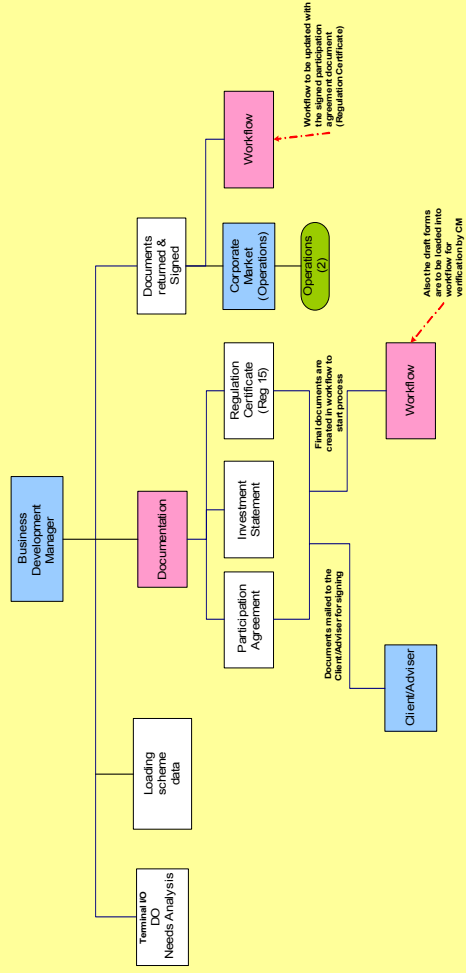 Business
Development
Manager
Terminal I/O
DO
Needs Analysis
Loading
scheme
data
Documentation
Documents
returned &
Signed
Participation
Agreement
Investment
Statement
Regulation
Certificate
(Reg 15)
Corporate
Market
(Operations)
Workflow
Operations
(2)
Workflow to be updated with
the signed participation
agreement document
(Regulation Certificate)
Documents mailed to the
Client/Adviser for signing
Final documents are
created in workflow to
start process
Client/Adviser
Workflow
Also the draft forms
are to be loaded into
workflow for
verification by CM